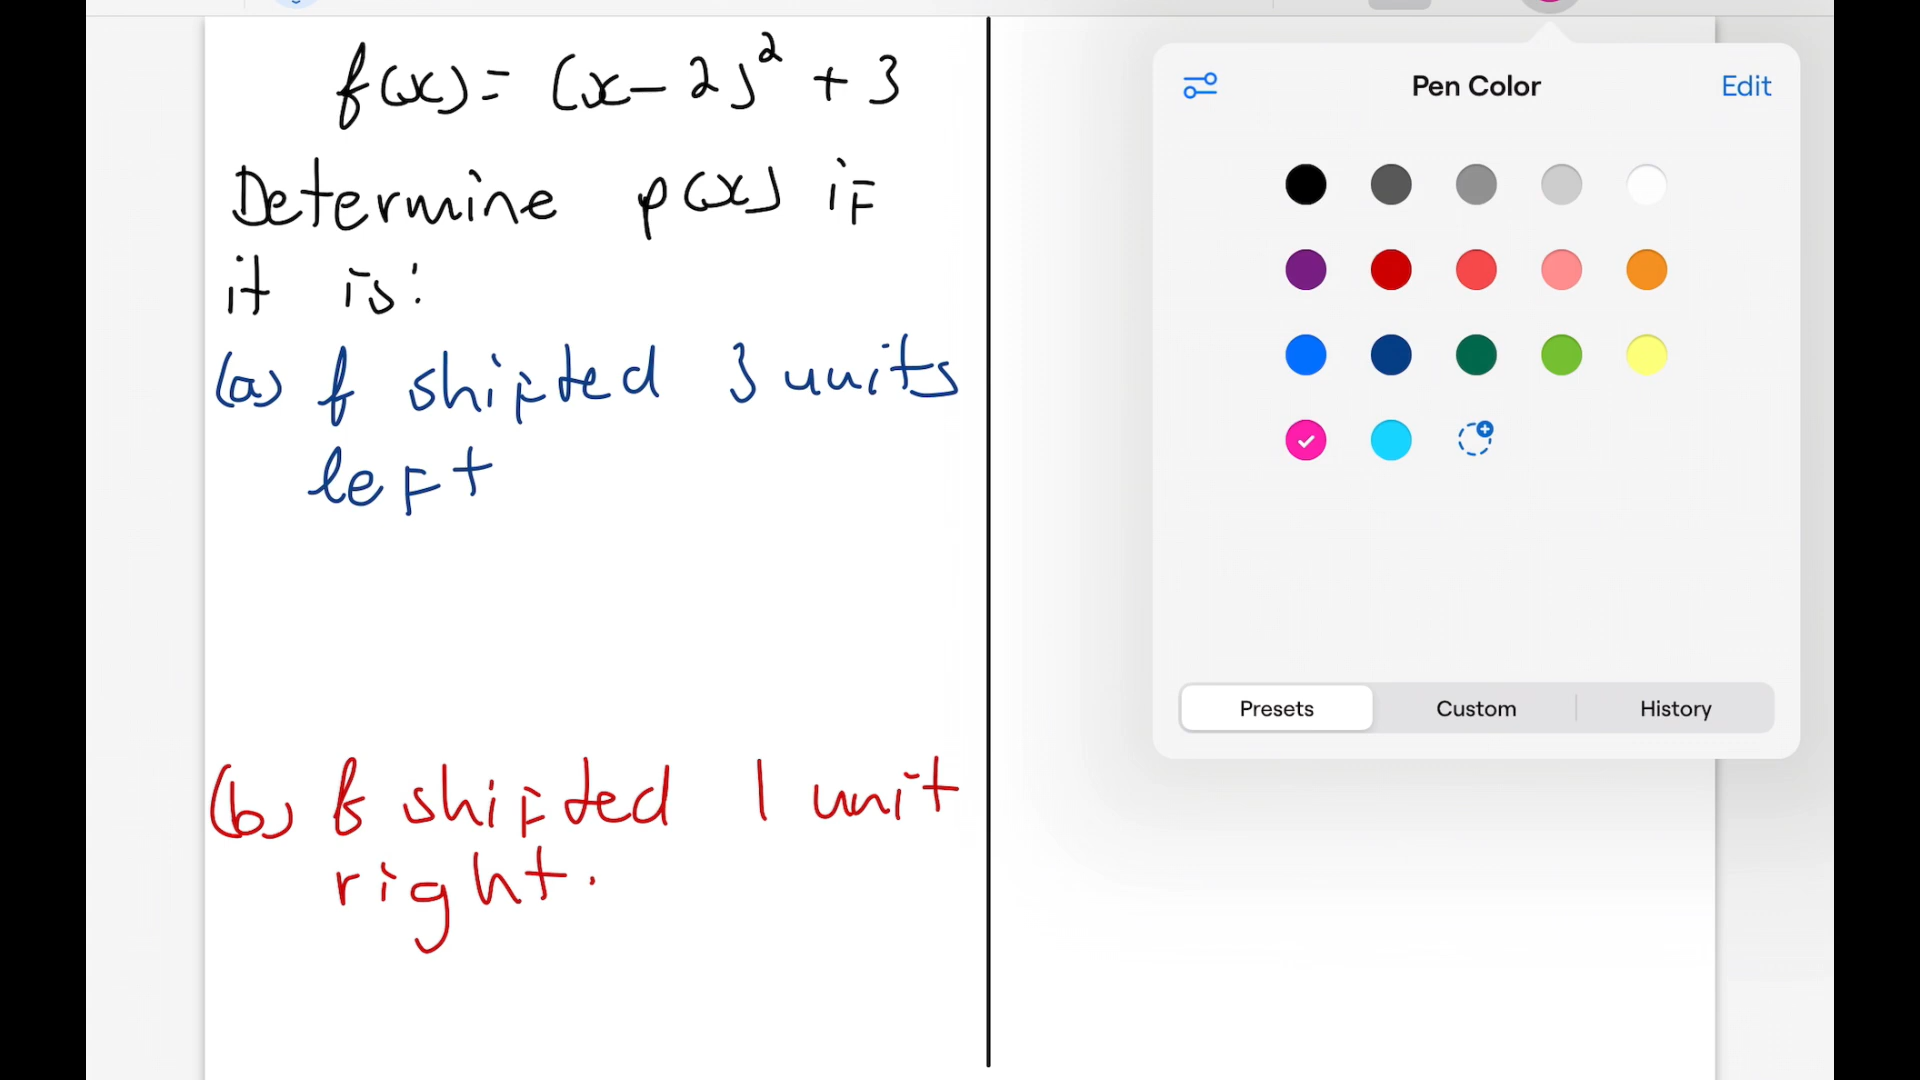 f(x) = (x - 2)² + 3
Determine p(x) if
it is:
(a) f shifted 3 units
left
(b) f shifted 1 unit
right.
Pen Color
Edit
Presets
Custom
History